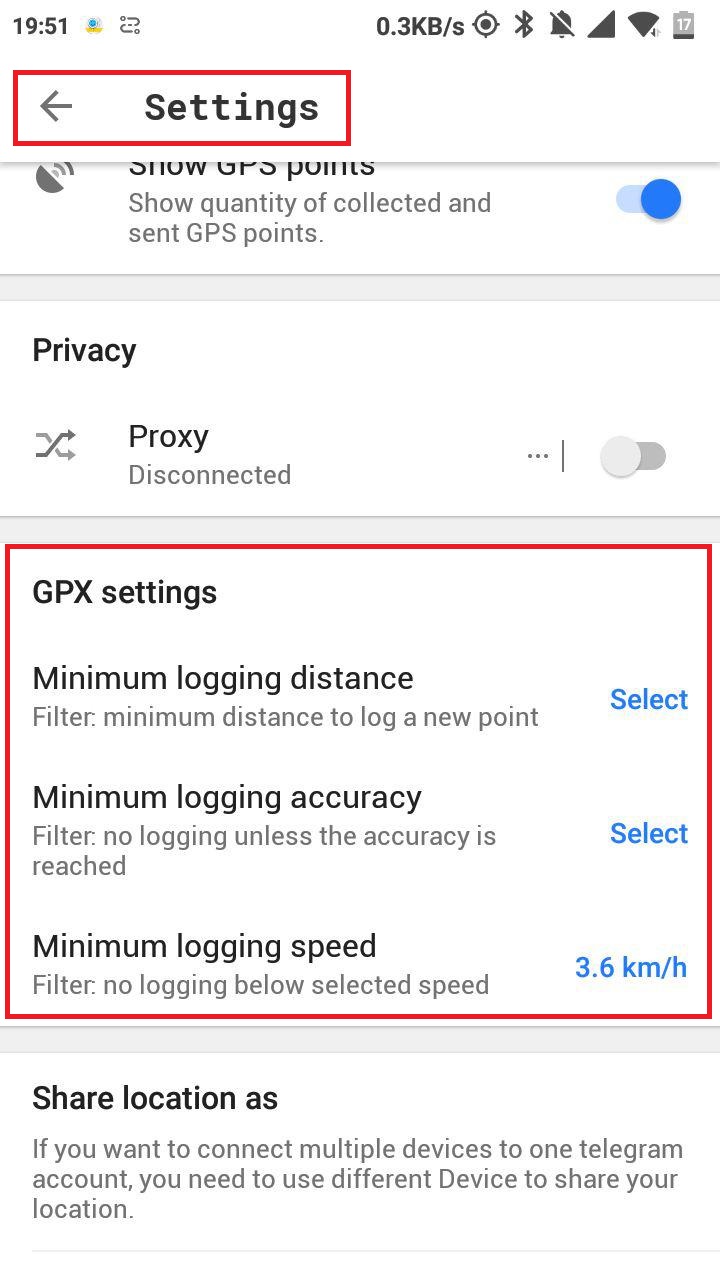 19:51
0.3KB/s
17
Settings
Show GPS points
Show quantity of collected and
sent GPS points.
Privacy
Proxy
Disconnected
GPX settings
Minimum logging distance
Filter: minimum distance to log a new point
Select
Minimum logging accuracy
Filter: no logging unless the accuracy is
reached
Select
Minimum logging speed
Filter: no logging below selected speed
3.6 km/h
Share location as
If you want to connect multiple devices to one telegram
account, you need to use different Device to share your
location.